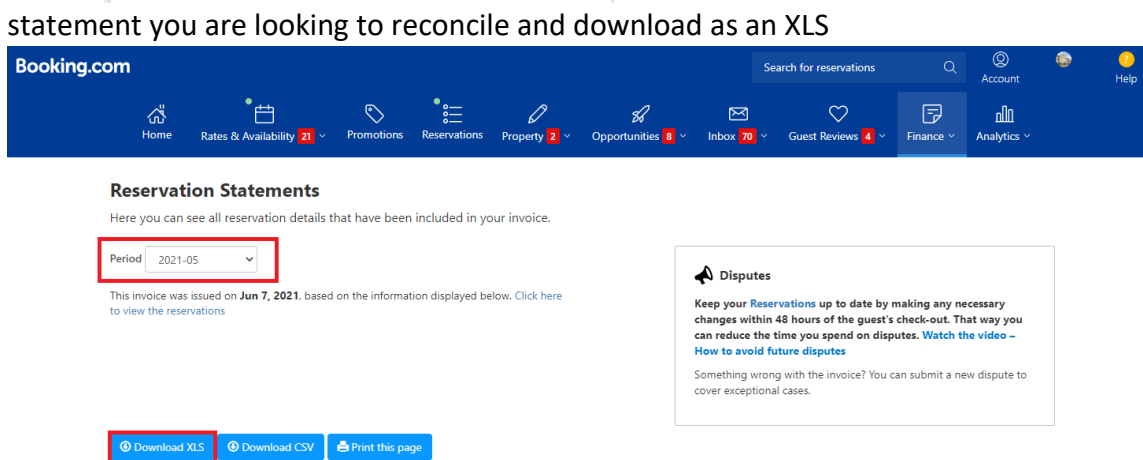 statement you are looking to reconcile and download as an XLS
Booking.com
Search for reservations
Account
Help
Home
Rates & Availability 21
Promotions
Reservations
Property 2
Opportunities 8
Inbox 70
Guest Reviews 4
Finance
Analytics
Reservation Statements
Here you can see all reservation details that have been included in your invoice.
Period 2021-05
This invoice was issued on Jun 7, 2021, based on the information displayed below. Click here
to view the reservations
Disputes
Keep your Reservations up to date by making any necessary
changes within 48 hours of the guest's check-out. That way you
can reduce the time you spend on disputes. Watch the video –
How to avoid future disputes
Something wrong with the invoice? You can submit a new dispute to
cover exceptional cases.
Download XLS
Download CSV
Print this page